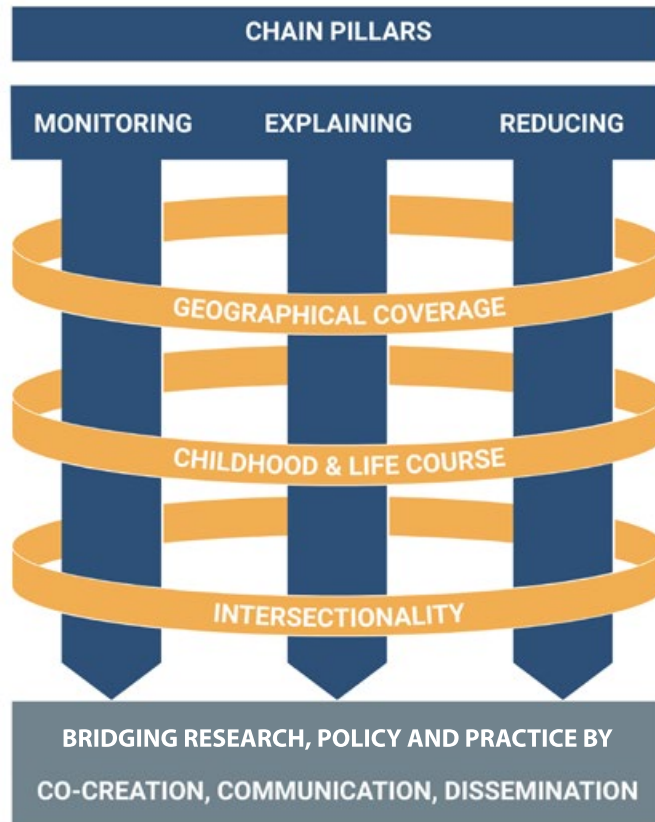 CHAIN PILLARS
MONITORING EXPLAINING REDUCING
GEOGRAPHICAL COVERAGE
CHILDHOOD & LIFE COURSE
INTERSECTIONALITY
BRIDGING RESEARCH, POLICY AND PRACTICE BY
CO-CREATION, COMMUNICATION, DISSEMINATION